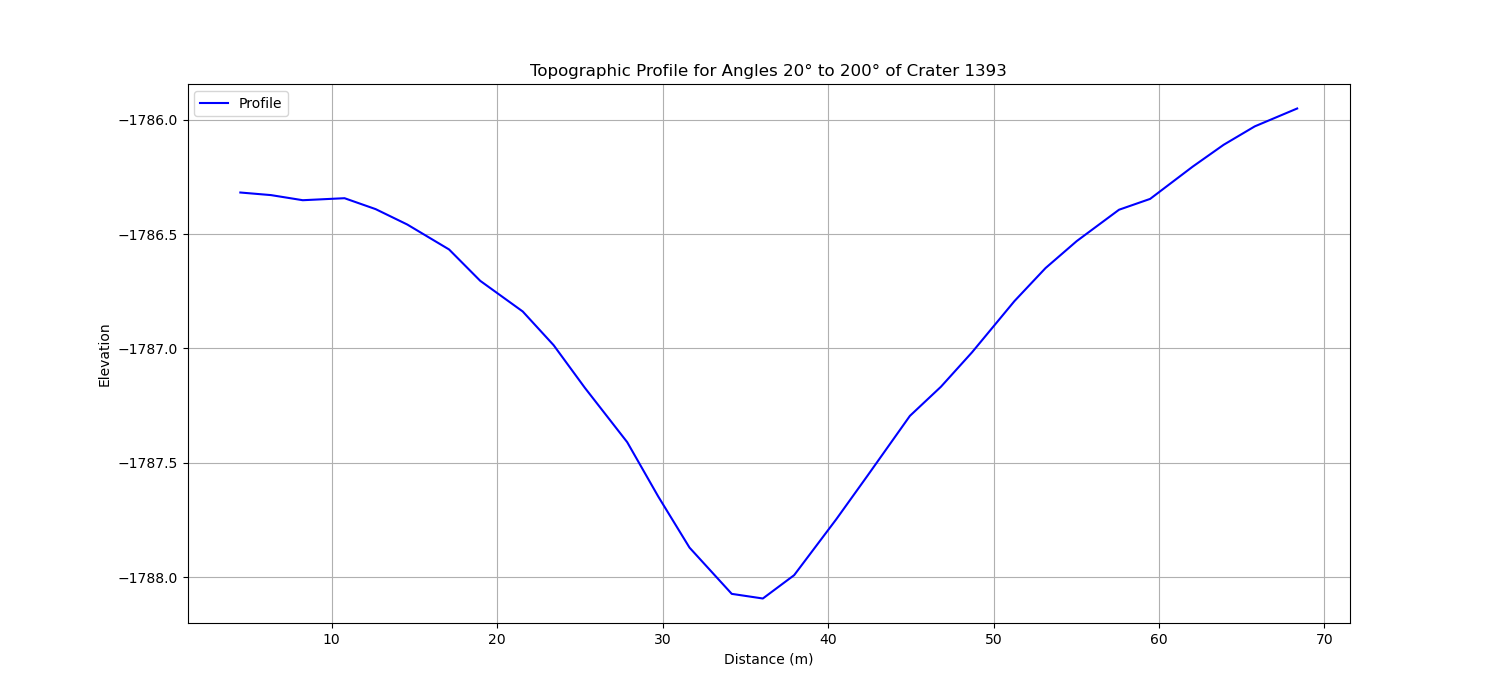 Topographic Profile for Angles 20° to 200° of Crater 1393
Profile
Elevation
−1786.0
−1786.5
−1787.0
−1787.5
−1788.0
10 20 30 40 50 60 70
Distance (m)